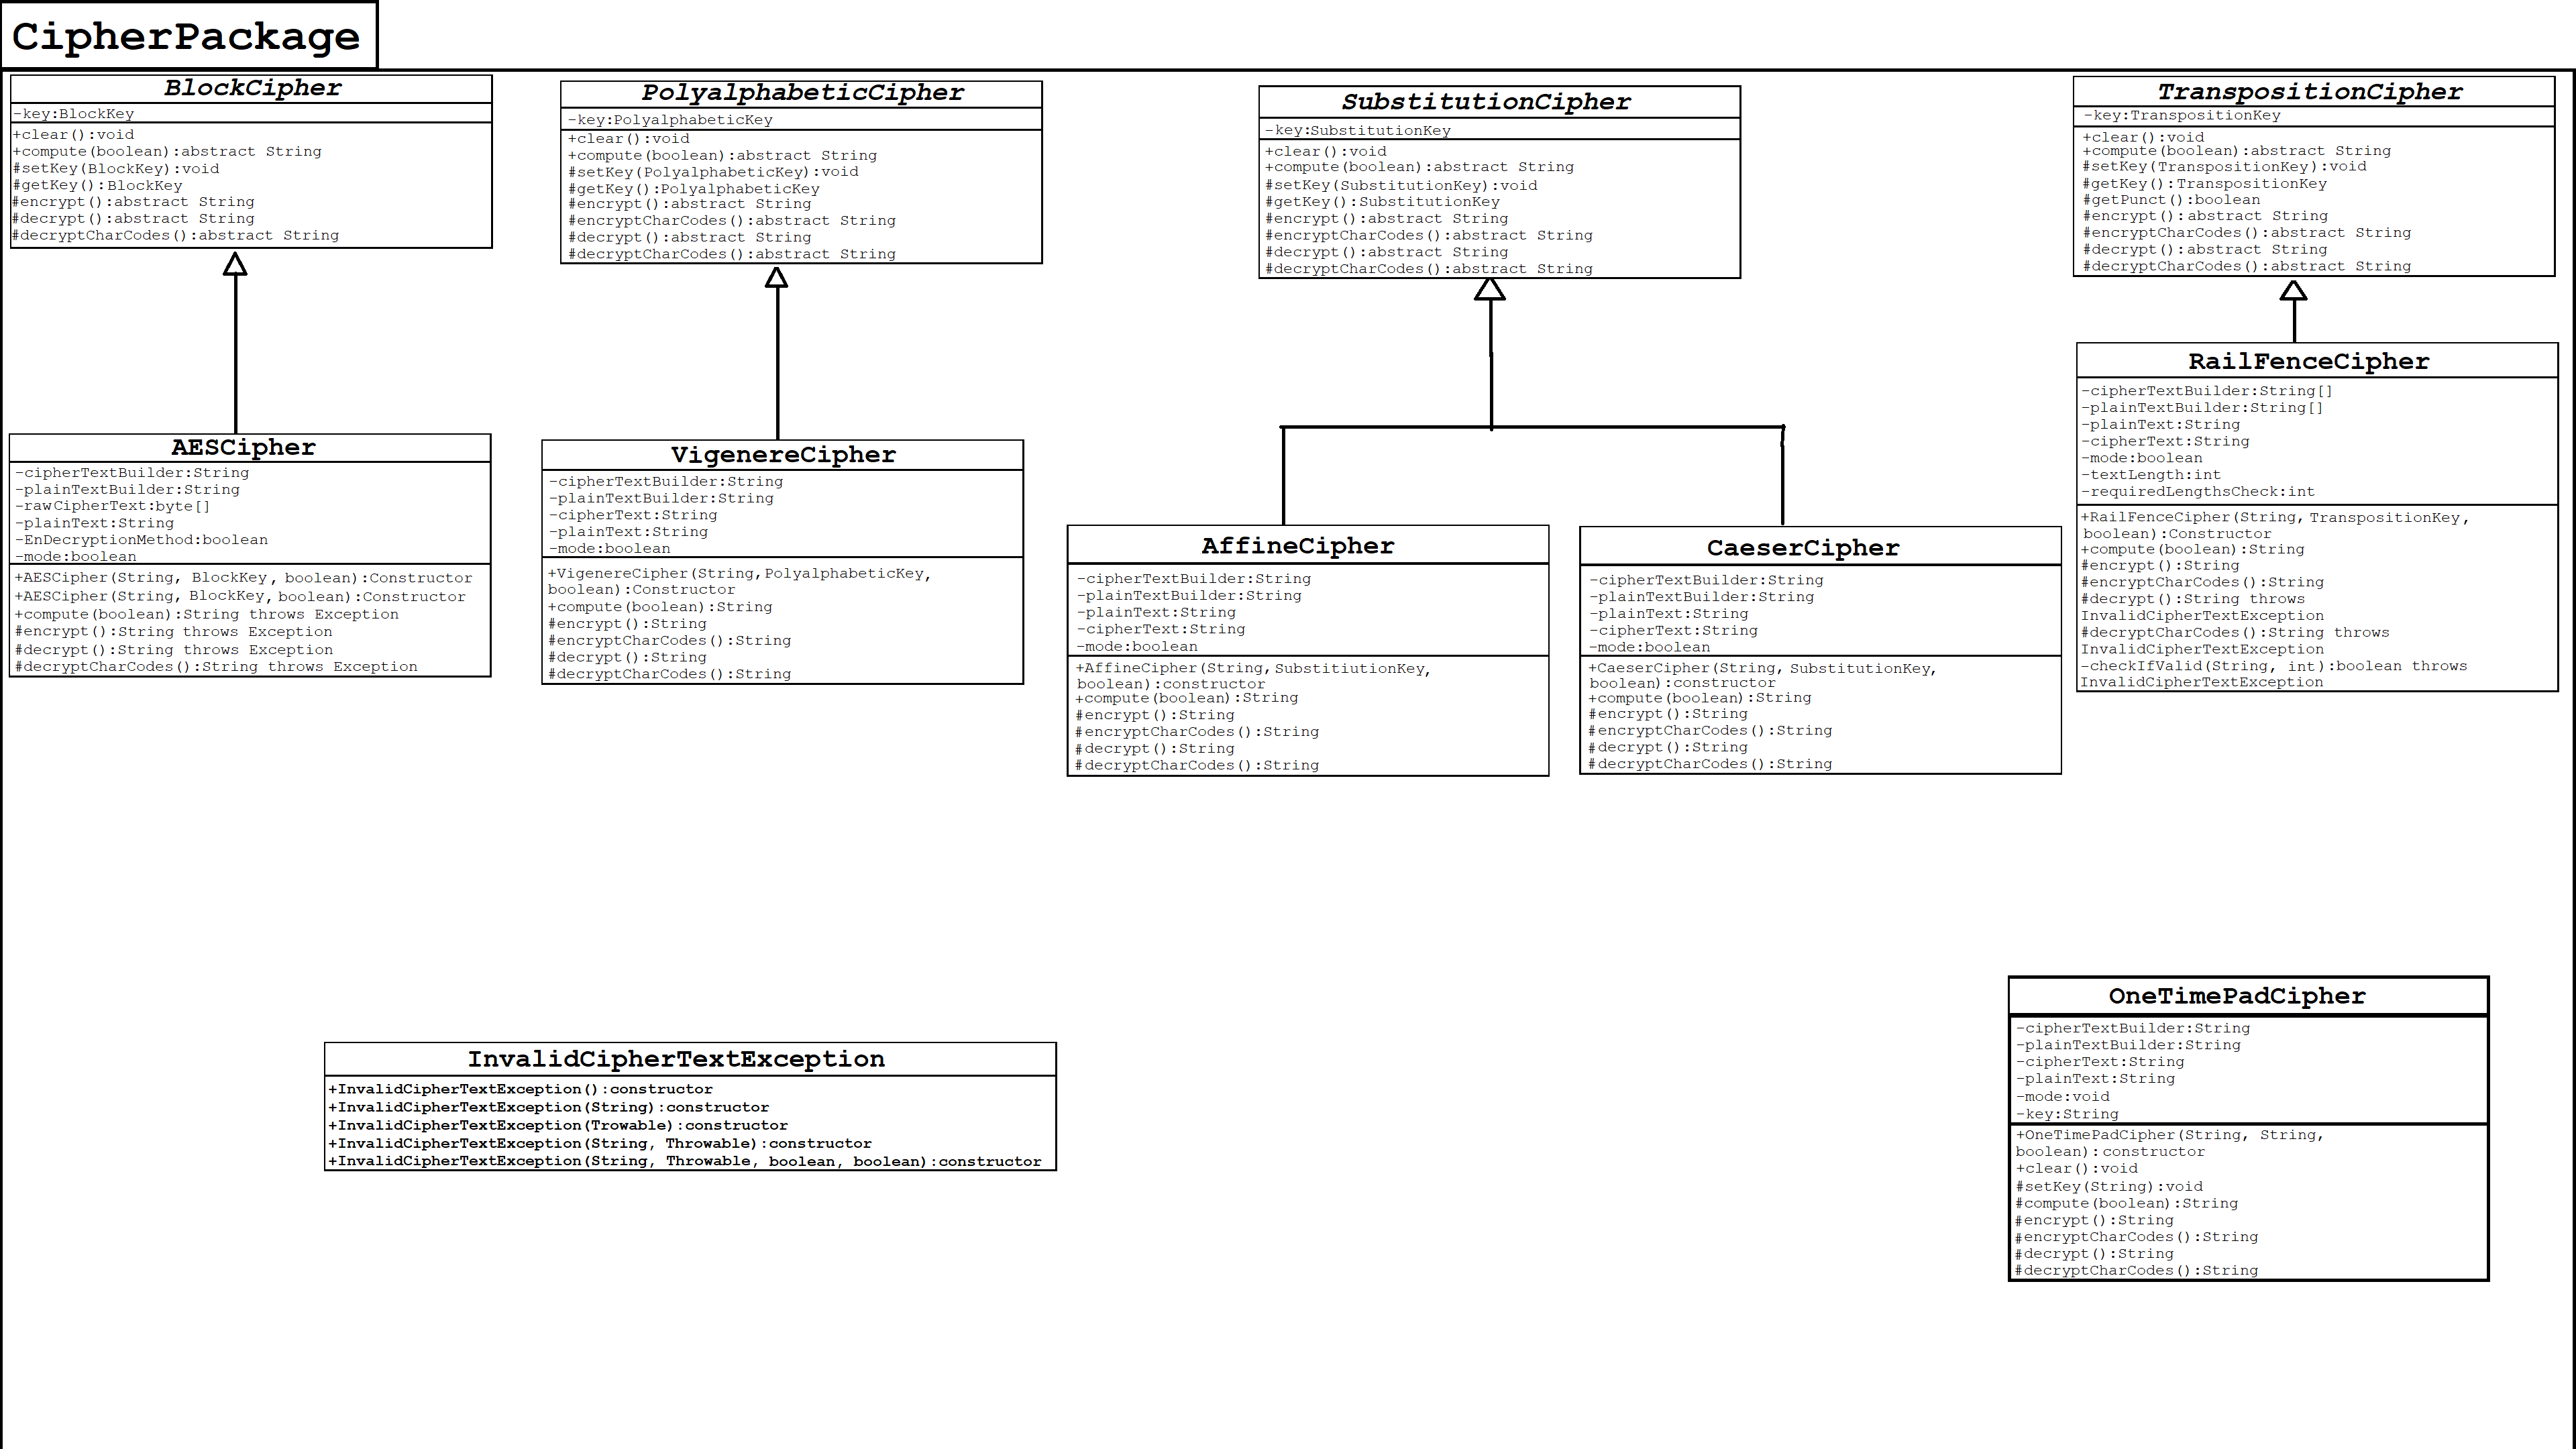 CipherPackage
BlockCipher
-key:BlockKey
+clear():void
+compute(boolean):abstract String
#setKey(BlockKey):void
#getKey():BlockKey
#encrypt():abstract String
#decrypt():abstract String
#decryptCharCodes():abstract String
PolyalphabeticCipher
-key:PolyalphabeticKey
+clear():void
+compute(boolean):abstract String
#setKey(PolyalphabeticKey):void
#getKey():PolyalphabeticKey
#encrypt():abstract String
#encryptCharCodes():abstract String
#decrypt():abstract String
#decryptCharCodes():abstract String
SubstitutionCipher
-key:SubstitutionKey
+clear():void
+compute(boolean):abstract String
#setKey(SubstitutionKey):void
#getKey():SubstitutionKey
#encrypt():abstract String
#encryptCharCodes():abstract String
#decrypt():abstract String
#decryptCharCodes():abstract String
TranspositionCipher
-key:TranspositionKey
+clear():void
+compute(boolean):abstract String
#setKey(TranspositionKey):void
#getKey():TranspositionKey
#getPunct():boolean
#encrypt():abstract String
#encryptCharCodes():abstract String
#decrypt():abstract String
#decryptCharCodes():abstract String
AESCipher
-cipherTextBuilder:String
-plainTextBuilder:String
-rawCipherText:byte[]
-plainText:String
-EnDecryptionMethod:boolean
-mode:boolean
+AESCipher(String, BlockKey, boolean):Constructor
+AESCipher(String, BlockKey, boolean):Constructor
+compute(boolean):String throws Exception
#encrypt():String throws Exception
#decrypt():String throws Exception
#decryptCharCodes():String throws Exception
VigenereCipher
-cipherTextBuilder:String
-plainTextBuilder:String
-cipherText:String
-plainText:String
-mode:boolean
+VigenereCipher(String, PolyalphabeticKey,
boolean):Constructor
+compute(boolean):String
#encrypt():String
#encryptCharCodes():String
#decrypt():String
#decryptCharCodes():String
AffineCipher
-cipherTextBuilder:String
-plainTextBuilder:String
-plainText:String
-cipherText:String
-mode:boolean
+AffineCipher(String, SubstitiutionKey,
boolean):constructor
+compute(boolean):String
#encrypt():String
#encryptCharCodes():String
#decrypt():String
#decryptCharCodes():String
CaeserCipher
-cipherTextBuilder:String
-plainTextBuilder:String
-plainText:String
-cipherText:String
-mode:boolean
+CaeserCipher(String, SubstitutionKey,
boolean):constructor
+compute(boolean):String
#encrypt():String
#encryptCharCodes():String
#decrypt():String
#decryptCharCodes():String
RailFenceCipher
-cipherTextBuilder:String[]
-plainTextBuilder:String[]
-plainText:String
-cipherText:String
-mode:boolean
-textLength:int
-requiredLengthsCheck:int
+RailFenceCipher(String, TranspositionKey,
boolean):Constructor
+compute(boolean):String
#encrypt():String
#encryptCharCodes():String
#decrypt():String throws
InvalidCipherTextException
#decryptCharCodes():String throws
InvalidCipherTextException
-checkIfValid(String, int):boolean throws
InvalidCipherTextException
InvalidCipherTextException
+InvalidCipherTextException():constructor
+InvalidCipherTextException(String):constructor
+InvalidCipherTextException(Trowable):constructor
+InvalidCipherTextException(String, Throwable):constructor
+InvalidCipherTextException(String, Throwable, boolean, boolean):constructor
OneTimePadCipher
-cipherTextBuilder:String
-plainTextBuilder:String
-cipherText:String
-plainText:String
-mode:void
-key:String
+OneTimePadCipher(String, String,
boolean):constructor
+clear():void
#setKey(String):void
#compute(boolean):String
#encrypt():String
#encryptCharCodes():String
#decrypt():String
#decryptCharCodes():String